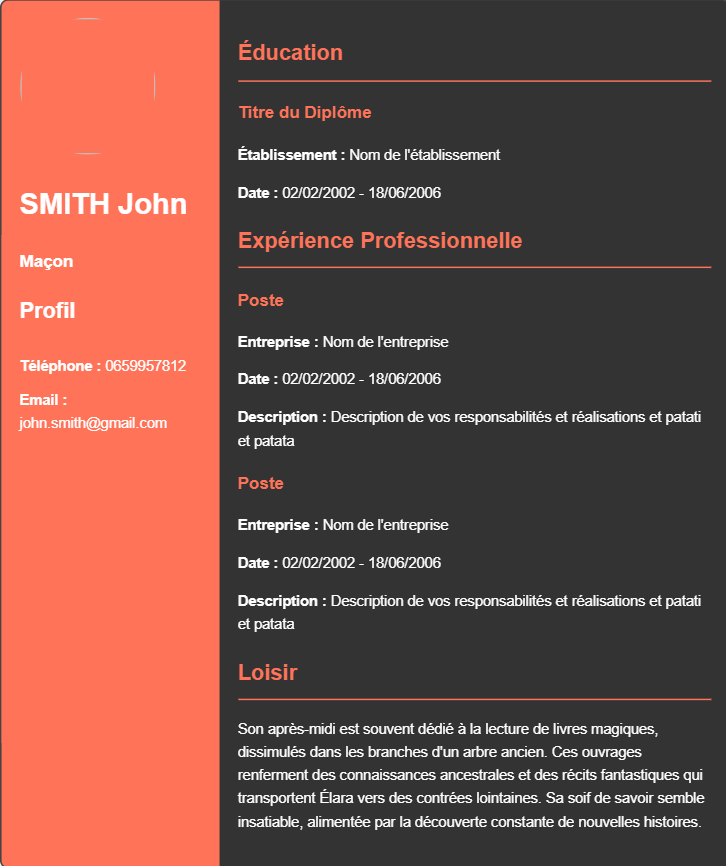 SMITH John
Maçon
Profil
Téléphone : 0659957812
Email :
john.smith@gmail.com
Éducation
Titre du Diplôme
Établissement : Nom de l'établissement
Date : 02/02/2002 - 18/06/2006
Expérience Professionnelle
Poste
Entreprise : Nom de l'entreprise
Date : 02/02/2002 - 18/06/2006
Description : Description de vos responsabilités et réalisations et patati
et patata
Poste
Entreprise : Nom de l'entreprise
Date : 02/02/2002 - 18/06/2006
Description : Description de vos responsabilités et réalisations et patati
et patata
Loisir
Son après-midi est souvent dédié à la lecture de livres magiques,
dissimulés dans les branches d'un arbre ancien. Ces ouvrages
renferment des connaissances ancestrales et des récits fantastiques qui
transportent Élara vers des contrées lointaines. Sa soif de savoir semble
insatiable, alimentée par la découverte constante de nouvelles histoires.